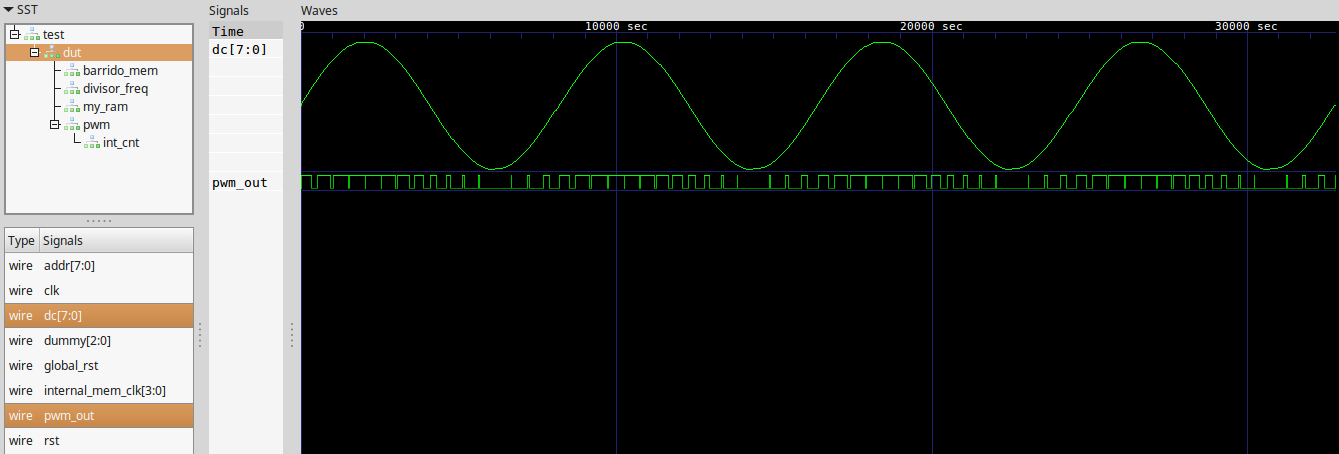 SST
test
dut
barrido_mem
divisor_freq
my_ram
pwm
int_cnt
Type Signals
wire addr[7:0]
wire clk
wire dc[7:0]
wire dummy[2:0]
wire global_rst
wire internal_mem_clk[3:0]
wire pwm_out
wire rst
Signals
Time
dc[7:0]
pwm_out
Waves
0 10000 sec 20000 sec 30000 sec